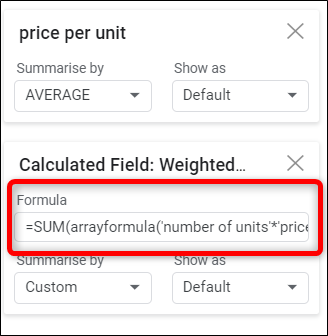 price per unit
Summarise by Show as
AVERAGE Default
Calculated Field: Weighted...
Formula
=SUM(arrayformula('number of units'*'price
Summarise by Show as
Custom Default